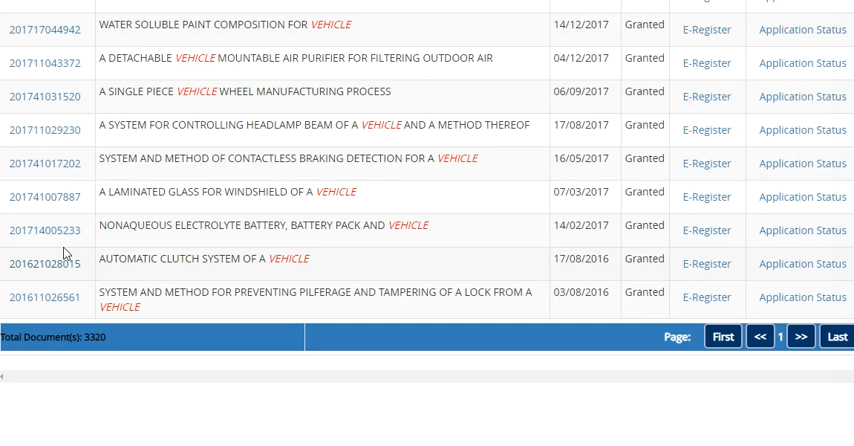 201717044942 WATER SOLUBLE PAINT COMPOSITION FOR VEHICLE 14/12/2017 Granted E-Register Application Status
201711043372 A DETACHABLE VEHICLE MOUNTABLE AIR PURIFIER FOR FILTERING OUTDOOR AIR 04/12/2017 Granted E-Register Application Status
201741031520 A SINGLE PIECE VEHICLE WHEEL MANUFACTURING PROCESS 06/09/2017 Granted E-Register Application Status
201711029230 A SYSTEM FOR CONTROLLING HEADLAMP BEAM OF A VEHICLE AND A METHOD THEREOF 17/08/2017 Granted E-Register Application Status
201741017202 SYSTEM AND METHOD OF CONTACTLESS BRAKING DETECTION FOR A VEHICLE 16/05/2017 Granted E-Register Application Status
201741007887 A LAMINATED GLASS FOR WINDSHIELD OF A VEHICLE 07/03/2017 Granted E-Register Application Status
201714005233 NONAQUEOUS ELECTROLYTE BATTERY, BATTERY PACK AND VEHICLE 14/02/2017 Granted E-Register Application Status
201621028015 AUTOMATIC CLUTCH SYSTEM OF A VEHICLE 17/08/2016 Granted E-Register Application Status
201611026561 SYSTEM AND METHOD FOR PREVENTING PILFERAGE AND TAMPERING OF A LOCK FROM A 03/08/2016 Granted E-Register Application Status
VEHICLE
Total Document(s): 3320 Page: First << 1 >> Last